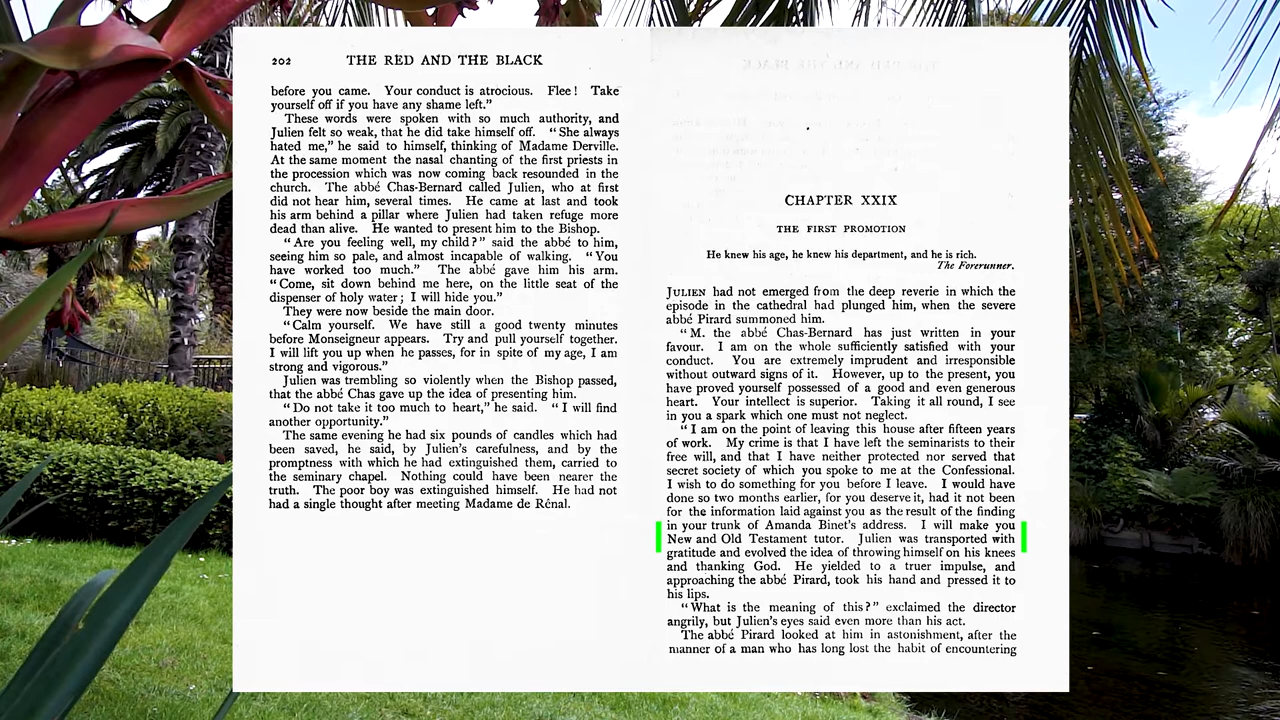 202 THE RED AND THE BLACK
before you came. Your conduct is atrocious. Flee! Take
yourself off if you have any shame left.”
These words were spoken with so much authority, and
Julien felt so weak, that he did take himself off. “She always
hated me,” he said to himself, thinking of Madame Derville.
At the same moment the nasal chanting of the first priests in
the procession which was now coming back resounded in the
church. The abbé Chas-Bernard called Julien, who at first
did not hear him, several times. He came at last and took
his arm behind a pillar where Julien had taken refuge more
dead than alive. He wanted to present him to the Bishop.
“Are you feeling well, my child?” said the abbé to him,
seeing him so pale, and almost incapable of walking. “You
have worked too much.” The abbé gave him his arm.
“Come, sit down behind me here, on the little seat of the
dispenser of holy water; I will hide you.”
They were now beside the main door.
“Calm yourself. We have still a good twenty minutes
before Monseigneur appears. Try and pull yourself together.
I will lift you up when he passes, for in spite of my age, I am
strong and vigorous.”
Julien was trembling so violently when the Bishop passed,
that the abbé Chas gave up the idea of presenting him.
“Do not take it too much to heart,” he said. “I will find
another opportunity.”
The same evening he had six pounds of candles which had
been saved, he said, by Julien's carefulness, and by the
promptness with which he had extinguished them, carried to
the seminary chapel. Nothing could have been nearer the
truth. The poor boy was extinguished himself. He had not
had a single thought after meeting Madame de Rênal.
CHAPTER XXIX
THE FIRST PROMOTION
He knew his age, he knew his department, and he is rich.
The Forerunner.
JULIEN had not emerged from the deep reverie in which the
episode in the cathedral had plunged him, when the severe
abbé Pirard summoned him.
“M. the abbé Chas-Bernard has just written in your
favour. I am on the whole sufficiently satisfied with your
conduct. You are extremely imprudent and irresponsible
without outward signs of it. However, up to the present, you
have proved yourself possessed of a good and even generous
heart. Your intellect is superior. Taking it all round, I see
in you a spark which one must not neglect.
“I am on the point of leaving this house after fifteen years
of work. My crime is that I have left the seminarists to their
free will, and that I have neither protected nor served that
secret society of which you spoke to me at the Confessional.
I wish to do something for you before I leave. I would have
done so two months earlier, for you deserve it, had it not been
for the information laid against you as the result of the finding
in your trunk of Amanda Binet's address. I will make you
New and Old Testament tutor. Julien was transported with
gratitude and evolved the idea of throwing himself on his knees
and thanking God. He yielded to a truer impulse, and
approaching the abbé Pirard, took his hand and pressed it to
his lips.
“What is the meaning of this?” exclaimed the director
angrily, but Julien's eyes said even more than his act.
The abbé Pirard looked at him in astonishment, after the
manner of a man who has long lost the habit of encountering